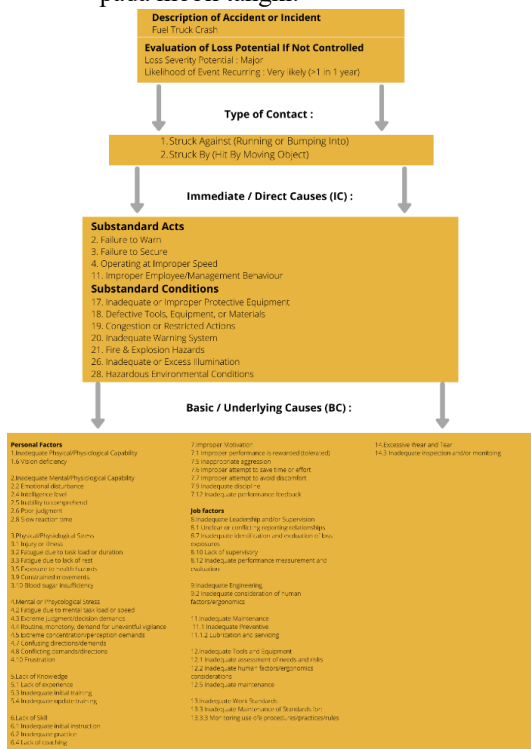 pada mobil tangki.
Description of Accident or Incident
Fuel Truck Crash
Evaluation of Loss Potential If Not Controlled
Loss Severity Potential : Major
Likelihood of Event Recurring : Very likely (>1 in 1 year)
Type of Contact :
1. Struck Against (Running or Bumping Into)
2. Struck By (Hit By Moving Object)
Immediate / Direct Causes (IC) :
Substandard Acts
2. Failure to Warn
3. Failure to Secure
4. Operating at Improper Speed
11. Improper Employee/Management Behaviour
Substandard Conditions
17. Inadequate or Improper Protective Equipment
18. Defective Tools, Equipment, or Materials
19. Congestion or Restricted Actions
20. Inadequate Warning System
21. Fire & Explosion Hazards
26. Inadequate or Excess Illumination
28. Hazardous Environmental Conditions
Basic / Underlying Causes (BC) :
Personal Factors
1.Inadequate Phsycal/Physiological Capability
1.6 Vision deficiency
2.Inadequate Mental/Physiological Capability
2.2 Emotional disturbance
2.4 Intelligence level
2.5 Inability to comprehend
2.6 Poor judgment
2.8 Slow reaction time
3.Physical/Physiological Stress
3.1 Injury or illness
3.2 Fatugue due to task load or duration
3.3 Fatigue due to lack of rest
3.5 Exposure to health hazards
3.9 Constrained movements
3.10 Blood sugar insufficiency
4.Mental or Phsycological Stress
4.2 Fatigue due to mental task load or speed
4.3 Extreme judgment/decision demands
4.4 Routine, monotony, demand for uneventful vigilance
4.5 Extreme concentration/perception demands
4.7 Confusing directions/demands
4.8 Conflicting demands/directions
4.10 Frustration
5.Lack of Knowledge
5.1 Lack of experience
5.3 Inadequate initial training
5.4 Inadequate update training
6.Lack of Skill
6.1 Inadequate initial instruction
6.2 Inadequate practice
6.4 Lack of coaching
7.Improper Motivation
7.1 Improper performance is rewarded(tolerated)
7.5 Inappropriate aggression
7.6 Improper attempt to save time or effort
7.7 Improper attempt to avoid discomfort
7.9 Inadequate discipline
7.12 Inadequate performance feedback
Job factors
8.Inadequate Leadership and/or Supervision
8.1 Unclear or conflicting reporting relationships
8.7 Inadequate identification and evaluation of loss
exposures
8.10 Lack of supervisory
8.12 Inadequate performance measurement and
evaluation
9.Inadequate Engineering
9.2 Inadequate consideration of human
factors/ergonomics
11.Inadequate Maintenance
11.1 Inadequate Preventive
11.1.2 Lubrication and servicing
12.Inadequate Tools and Equipment
12.1 Inadequate assessment of needs and risks
12.2 Inadequate human factors/ergonomics
considerations
12.5 Inadequate maintenance
13.Inadequate Work Standards
13.3 Inadequate Maintenance of Standards for:
13.3.3 Monitoring use of procedures/practices/rules
14.Excessive Wear and Tear
14.3 Inadequate inspection and/or monitoring